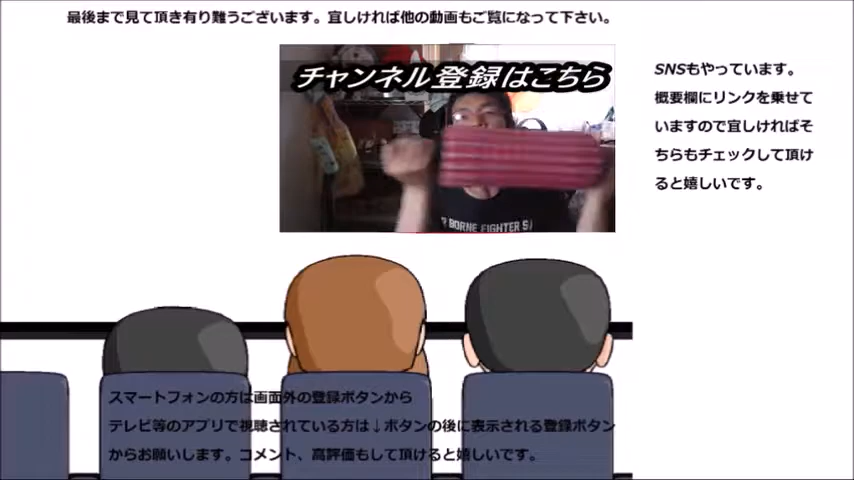 最後まで見て頂き有り難うございます。宜しければ他の動画もご覧になって下さい。
チャンネル登録はこちら
BORNE FIGHTER
SNSもやっています。
概要欄にリンクを乗せて
いますので宜しければそ
ちらもチェックして頂け
ると嬉しいです。
スマートフォンの方は画面外の登録ボタンから
テレビ等のアプリで視聴されている方は↓ボタンの後に表示される登録ボタン
からお願いします。コメント、高評価もして頂けると嬉しいです。